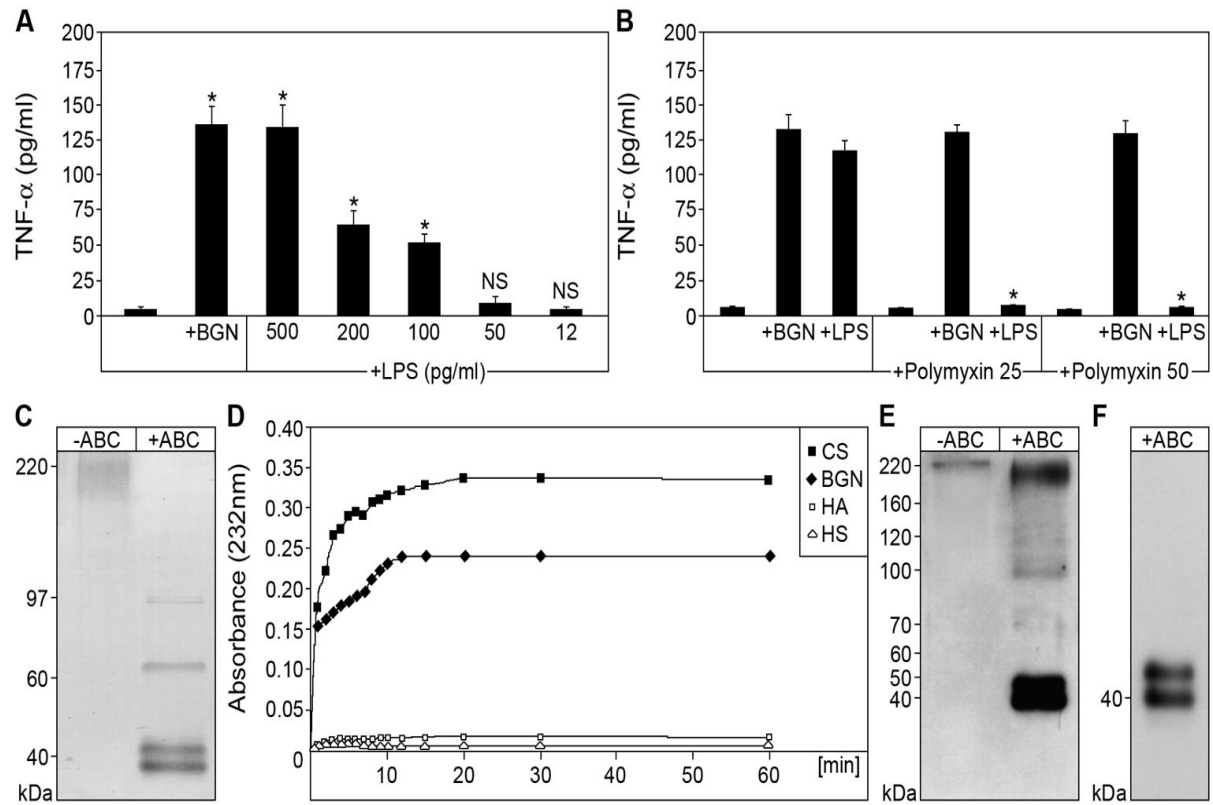 A
200
175
150
125
100
75
50
25
0
TNF-α (pg/ml)
*
*
*
*
NS
NS
+BGN
500
200
100
50
12
+LPS (pg/ml)
B
200
175
150
125
100
75
50
25
0
TNF-α (pg/ml)
*
*
+BGN +LPS
+BGN +LPS
+BGN +LPS
+Polymyxin 25
+Polymyxin 50
C
-ABC +ABC
220
97
60
40
kDa
D
0.40
0.35
0.30
0.25
0.20
0.15
0.10
0.05
0
Absorbance (232nm)
CS
BGN
HA
HS
10 20 30 40 50 60 [min]
E
-ABC +ABC
220
160
120
100
70
60
50
40
kDa
F
+ABC
40
kDa